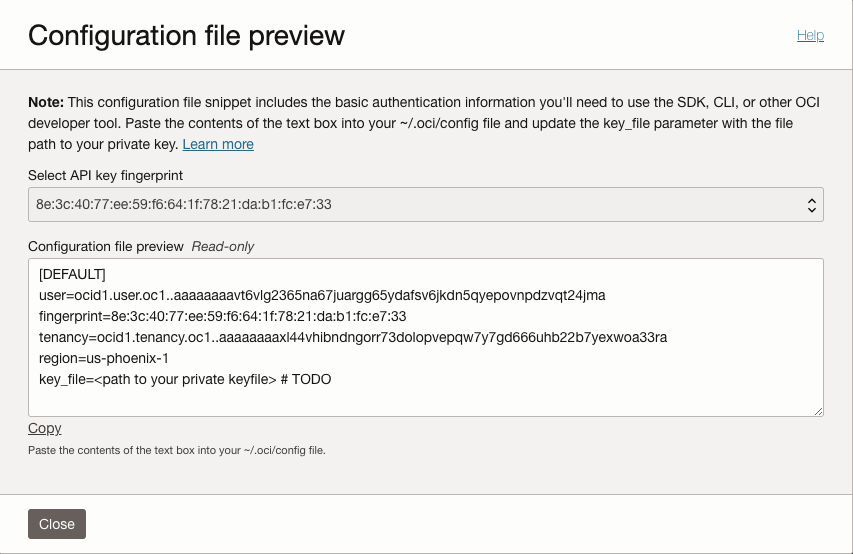 Configuration file preview
Help
Note: This configuration file snippet includes the basic authentication information you'll need to use the SDK, CLI, or other OCI
developer tool. Paste the contents of the text box into your ~/.oci/config file and update the key_file parameter with the file
path to your private key. Learn more
Select API key fingerprint
8e:3c:40:77:ee:59:f6:64:1f:78:21:da:b1:fc:e7:33
Configuration file preview Read-only
[DEFAULT]
user=ocid1.user.oc1..aaaaaaaavt6vlg2365na67juargg65ydafsv6jkdn5qyepovnpdzvqt24jma
fingerprint=8e:3c:40:77:ee:59:f6:64:1f:78:21:da:b1:fc:e7:33
tenancy=ocid1.tenancy.oc1..aaaaaaaaxl44vhibndngorr73dolopvepqw7y7gd666uhb22b7yexwoa33ra
region=us-phoenix-1
key_file=<path to your private keyfile> # TODO
Copy
Paste the contents of the text box into your ~/.oci/config file.
Close